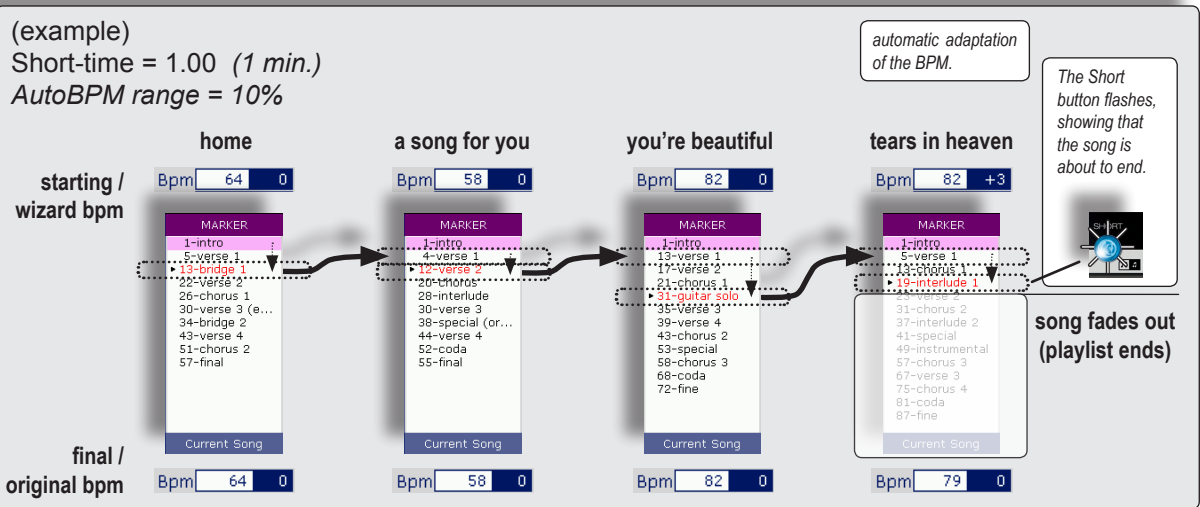 (example)
Short-time = 1.00 (1 min.)
AutoBPM range = 10%
automatic adaptation
of the BPM.
The Short
button flashes,
showing that
the song is
about to end.
home
a song for you
you're beautiful
tears in heaven
starting /
wizard bpm
Bpm 64 0
Bpm 58 0
Bpm 82 0
Bpm 82 +3
MARKER
1-intro
5-verse 1
13-bridge 1
22-verse 2
26-chorus 1
30-verse 3 (e...
34-bridge 2
43-verse 4
51-chorus 2
57-final
Current Song
MARKER
1-intro
4-verse 1
12-verse 2
20-chorus
28-interlude
30-verse 3
38-special (or...
44-verse 4
52-coda
55-final
Current Song
MARKER
1-intro
13-verse 1
17-verse 2
21-chorus 1
31-guitar solo
35-verse 3
39-verse 4
43-chorus 2
53-special
58-chorus 3
68-coda
72-fine
Current Song
MARKER
1-intro
5-verse 1
13-chorus 1
19-interlude 1
23-verse 2
31-chorus 2
37-interlude 2
41-special
49-instrumental
57-chorus 3
67-verse 3
75-chorus 4
81-coda
87-fine
Current Song
SHORT
song fades out
(playlist ends)
final /
original bpm
Bpm 64 0
Bpm 58 0
Bpm 82 0
Bpm 79 0